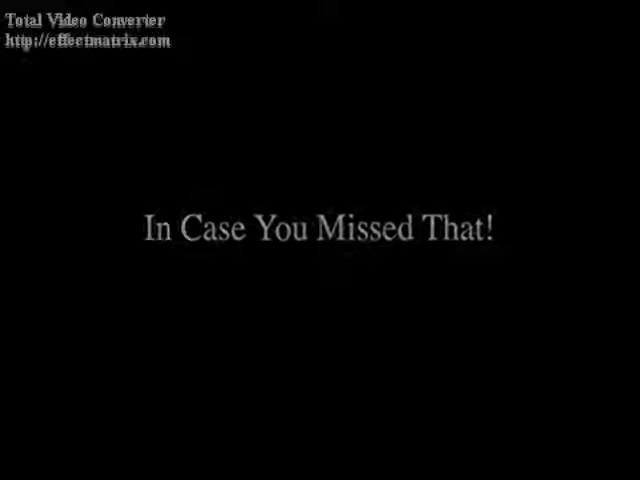 Total Video Converter
http://effectmatrix.com
In Case You Missed That!